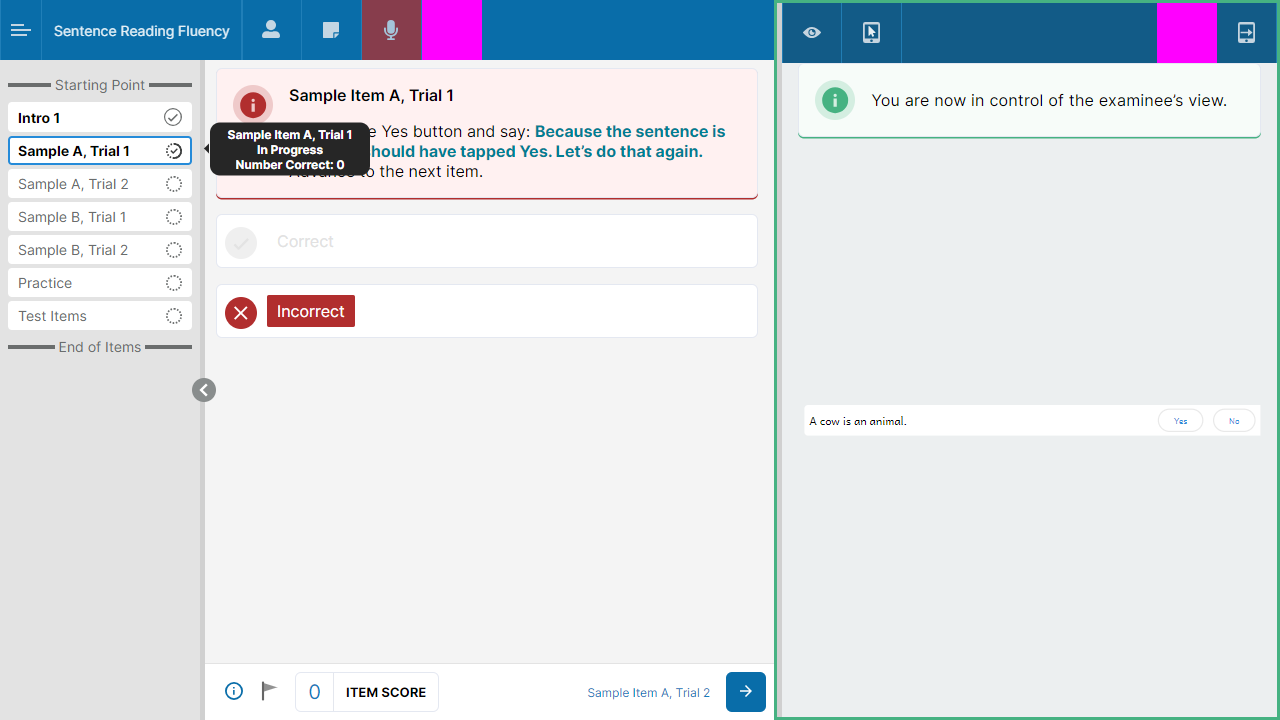 Sentence Reading Fluency
Starting Point
Intro 1
Sample A, Trial 1
Sample A, Trial 2
Sample B, Trial 1
Sample B, Trial 2
Practice
Test Items
End of Items
Sample Item A, Trial 1
In Progress
Number Correct: 0
Sample Item A, Trial 1
Yes button and say: Because the sentence is
should have tapped Yes. Let's do that again.
to the next item.
Correct
Incorrect
0 ITEM SCORE
Sample Item A, Trial 2
You are now in control of the examinee's view.
A cow is an animal. Yes No